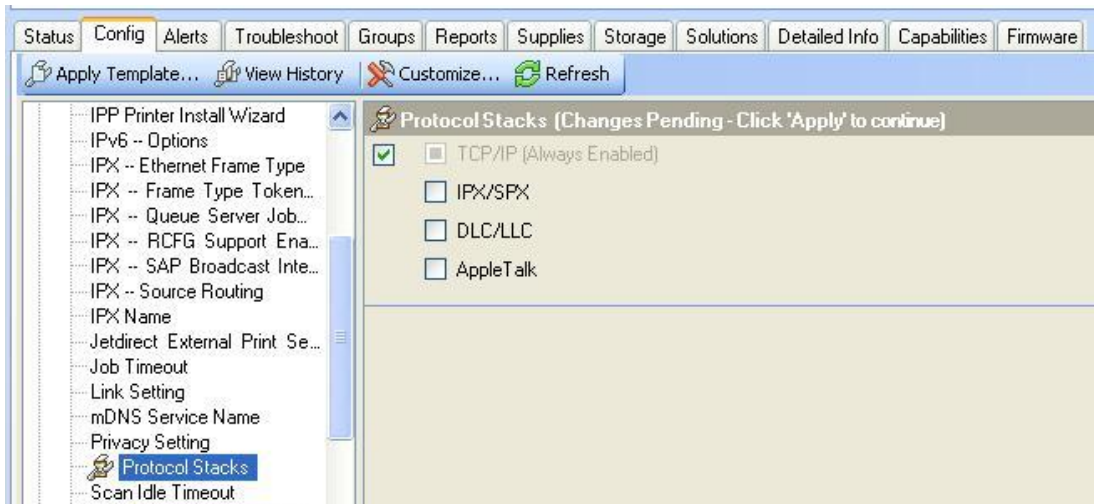 Status Config Alerts Troubleshoot Groups Reports Supplies Storage Solutions Detailed Info Capabilities Firmware
Apply Template... View History Customize... Refresh
IPP Printer Install Wizard
IPv6 -- Options
IPX -- Ethernet Frame Type
IPX -- Frame Type Token...
IPX -- Queue Server Job...
IPX -- RCFG Support Ena...
IPX -- SAP Broadcast Inte...
IPX -- Source Routing
IPX Name
Jetdirect External Print Se...
Job Timeout
Link Setting
mDNS Service Name
Privacy Setting
Protocol Stacks
Scan Idle Timeout
Protocol Stacks (Changes Pending - Click 'Apply' to continue)
TCP/IP (Always Enabled)
IPX/SPX
DLC/LLC
AppleTalk